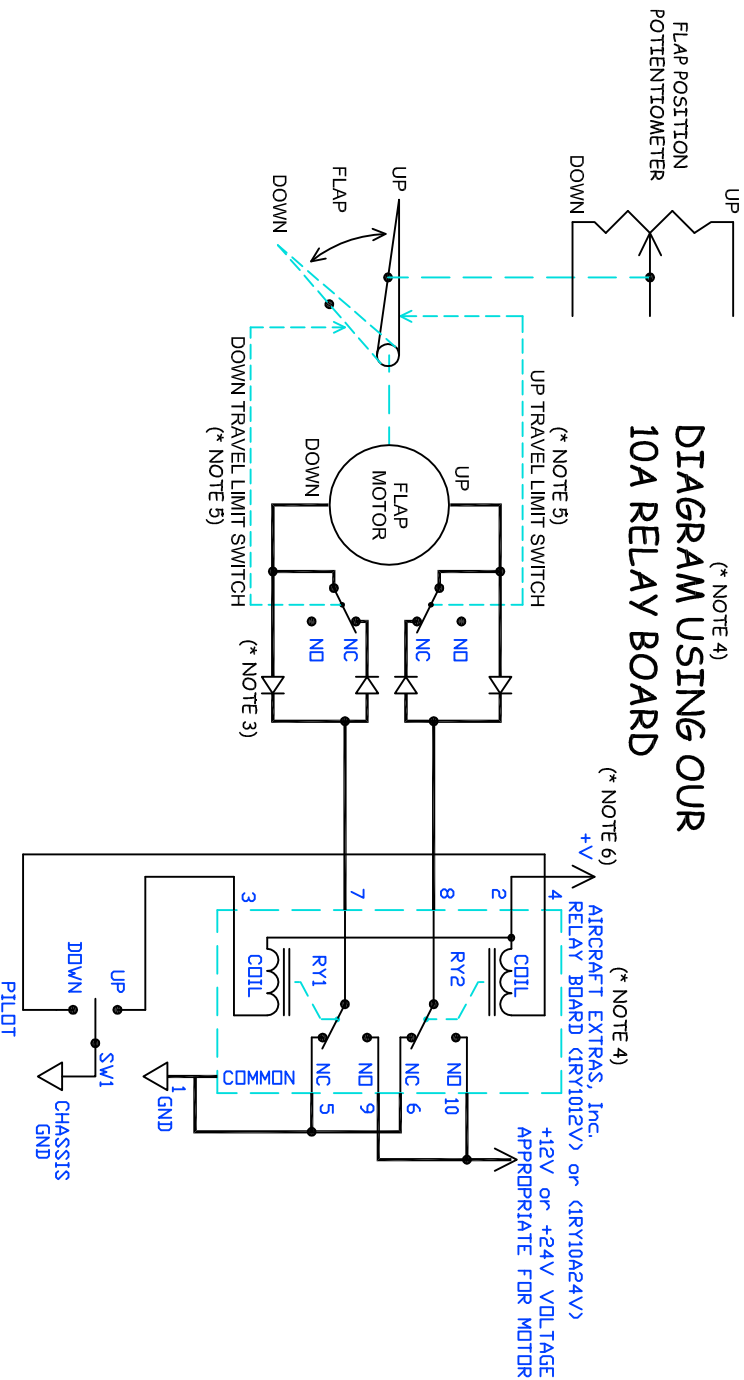 (* NOTE 4)
DIAGRAM USING OUR
10A RELAY BOARD
FLAP POSITION
POTIENTIOMETER
UP
DOWN
UP
FLAP
DOWN
UP TRAVEL LIMIT SWITCH
(* NOTE 5)
DOWN TRAVEL LIMIT SWITCH
(* NOTE 5)
UP
FLAP
MOTOR
DOWN
NO
NC
NC
NO
(* NOTE 3)
(* NOTE 6)
+V
(* NOTE 4)
AIRCRAFT EXTRAS, Inc.
RELAY BOARD (1RY1012V) or (1RY10A24V)
4
2
8
7
3
COIL
RY2
RY1
COIL
NO
NC
NO
NC
10
6
9
5
COMMON
1
GND
+12V or +24V VOLTAGE
APPROPRIATE FOR MOTOR
UP
DOWN
SW1
PILOT
CHASSIS
GND